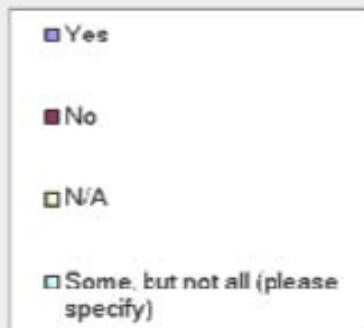 Yes
No
N/A
Some, but not all (please
specify)